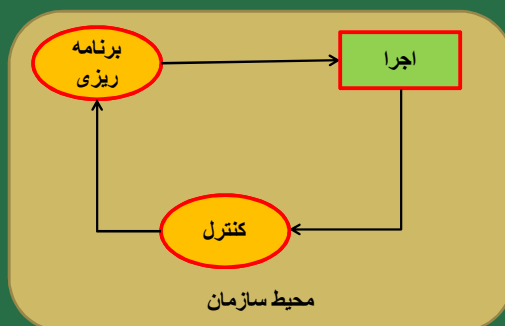 برنامه
ریزی
اجرا
کنترل
محیط سازمان